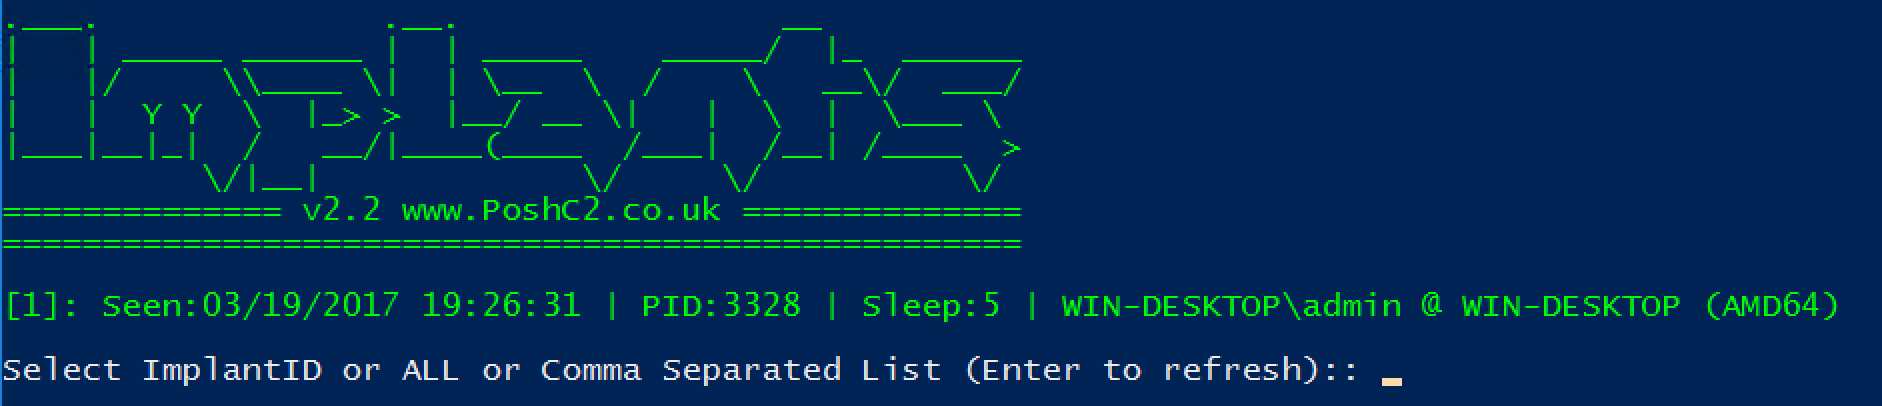 Implants
============== v2.2 www.PoshC2.co.uk ==============
===================================================
[1]: Seen:03/19/2017 19:26:31 | PID:3328 | Sleep:5 | WIN-DESKTOP\admin @ WIN-DESKTOP (AMD64)
Select ImplantID or ALL or Comma Separated List (Enter to refresh)::